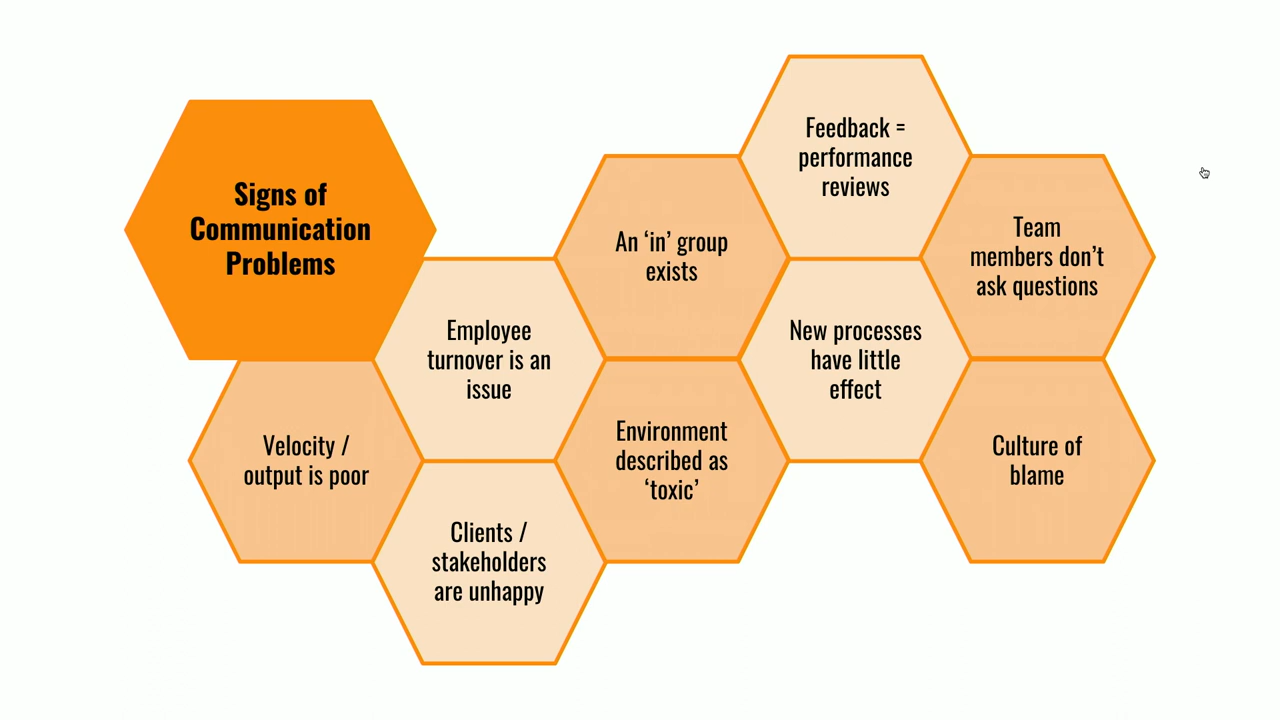 Signs of
Communication
Problems
Velocity /
output is poor
Employee
turnover is an
issue
Clients /
stakeholders
are unhappy
An ‘in’ group
exists
Environment
described as
‘toxic’
Feedback =
performance
reviews
New processes
have little
effect
Team
members don’t
ask questions
Culture of
blame